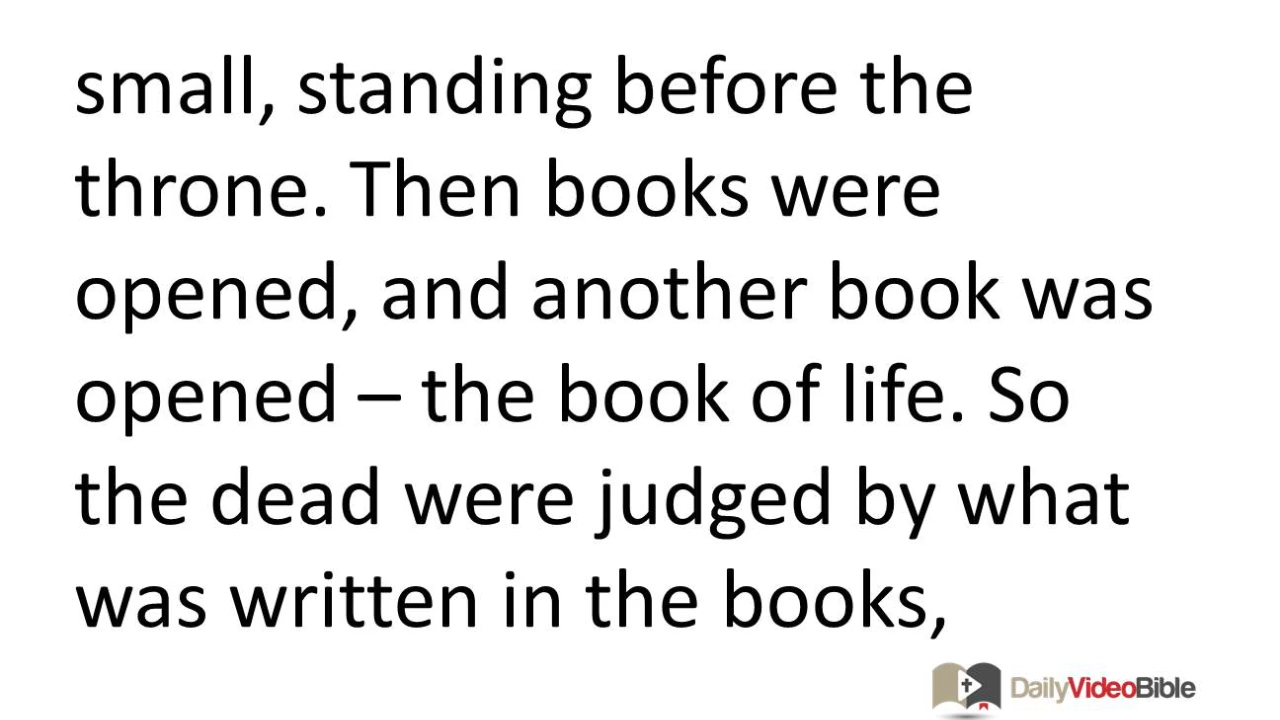 small, standing before the
throne. Then books were
opened, and another book was
opened – the book of life. So
the dead were judged by what
was written in the books,
DailyVideoBible